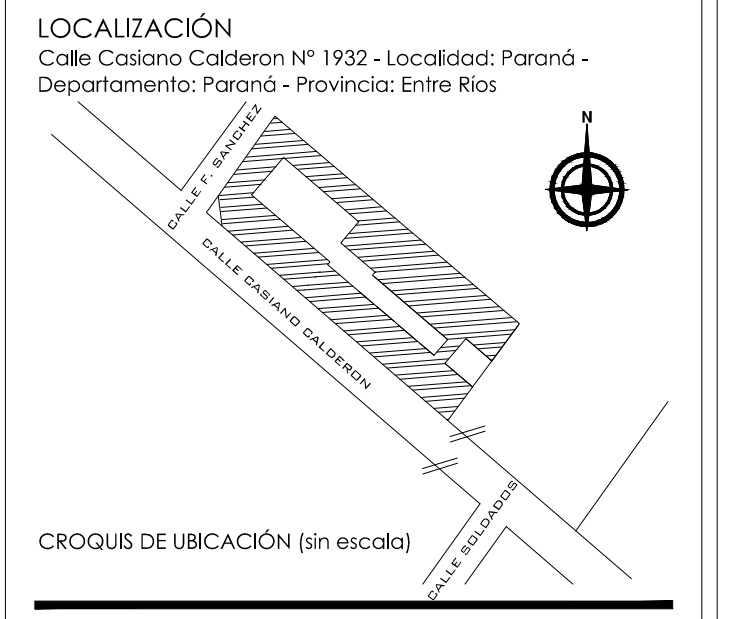 LOCALIZACIÓN
Calle Casiano Calderon N° 1932 - Localidad: Paraná -
Departamento: Paraná - Provincia: Entre Ríos
N
CALLE F. SANCHEZ
CALLE CASIANO CALDERON
CALLE SOLDADOS
CROQUIS DE UBICACIÓN (sin escala)